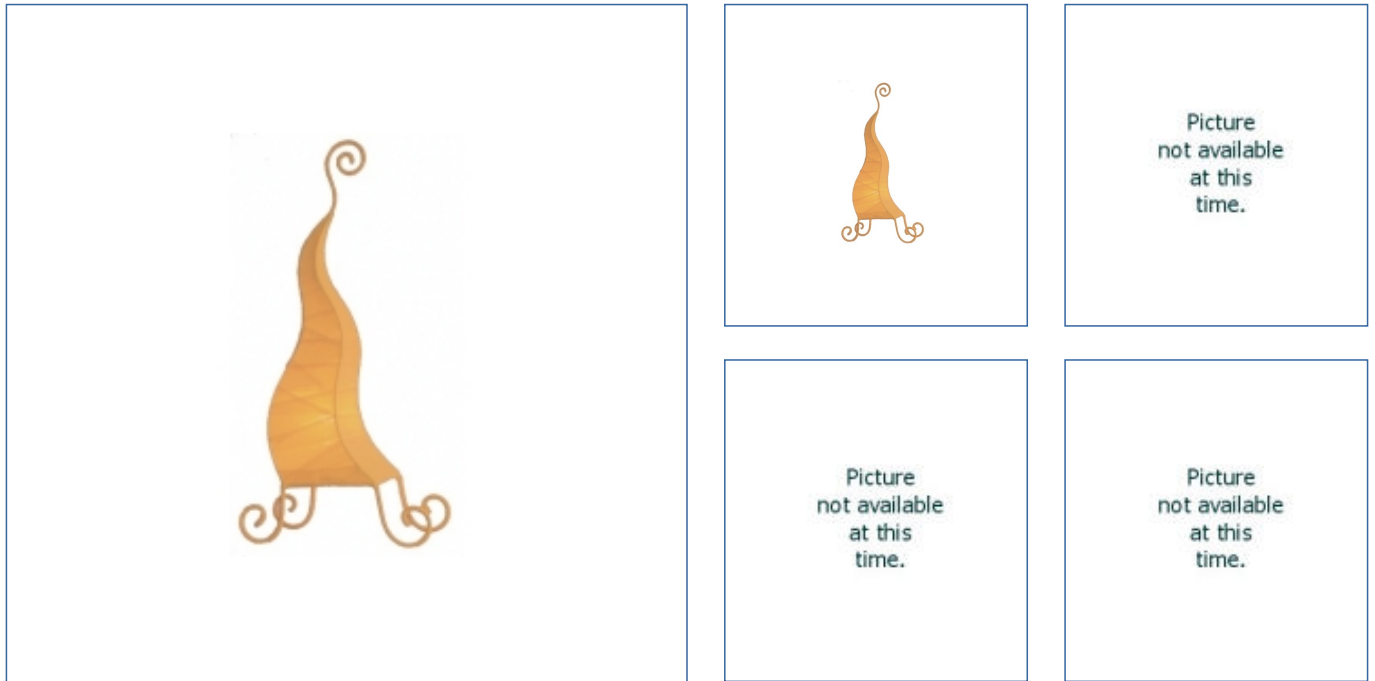 Picture
not available
at this
time.
Picture
not available
at this
time.
Picture
not available
at this
time.